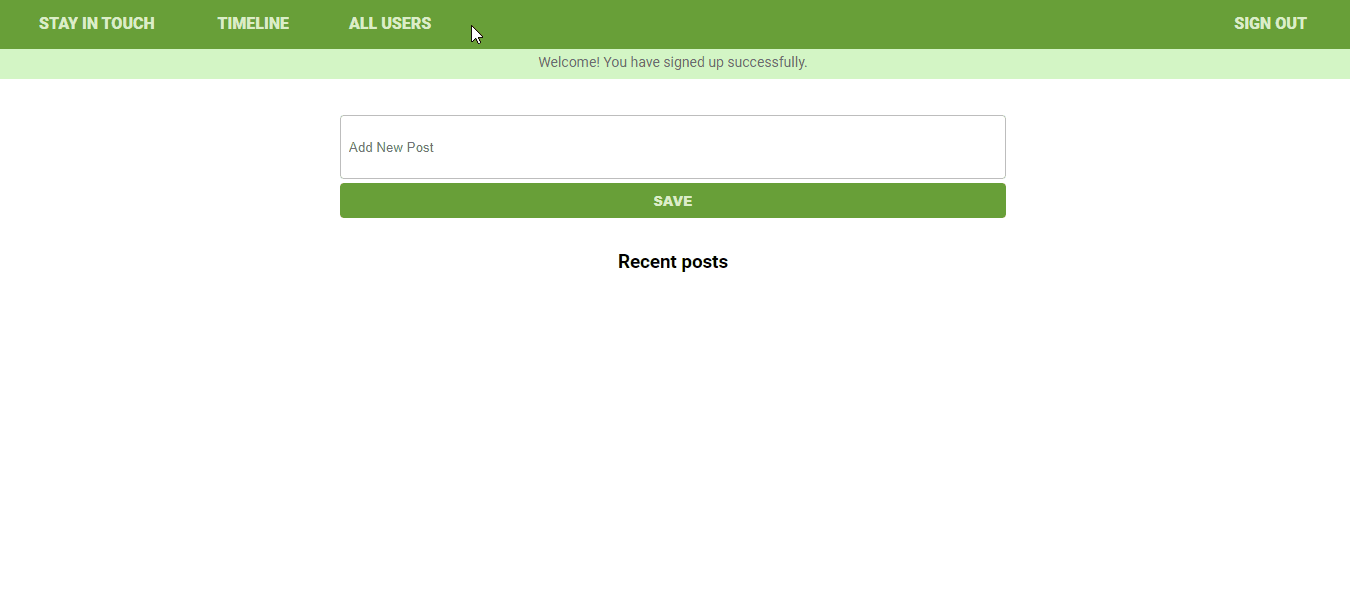 STAY IN TOUCH TIMELINE ALL USERS SIGN OUT
Welcome! You have signed up successfully.
Add New Post
SAVE
Recent posts